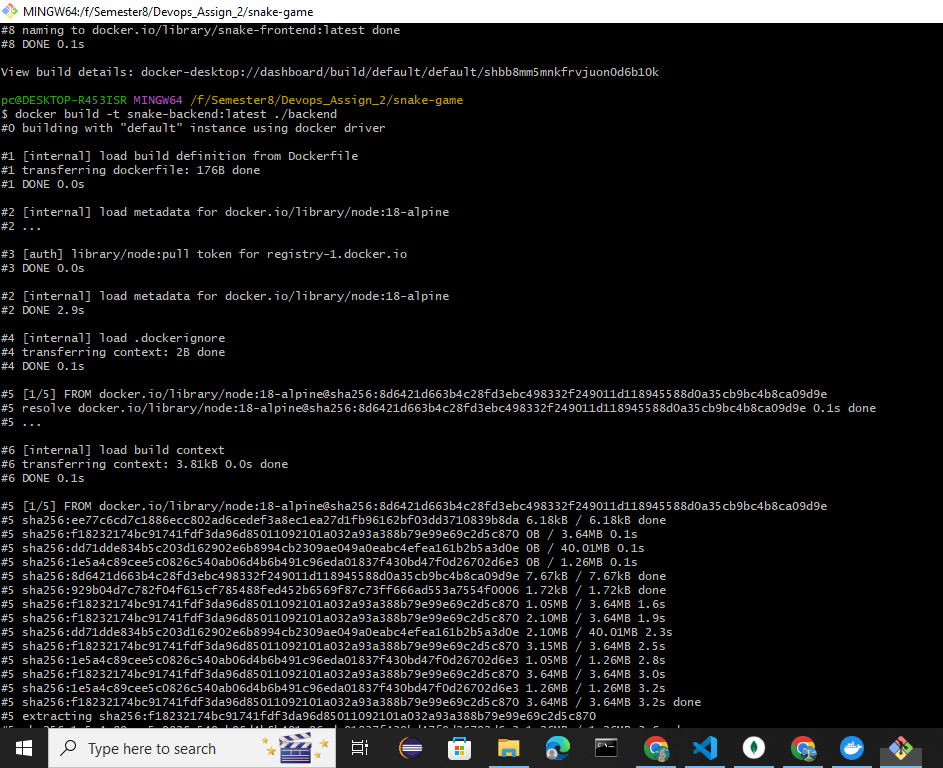 MINGW64:/f/Semester8/Devops_Assign_2/snake-game
#8 naming to docker.io/library/snake-frontend:latest done
#8 DONE 0.1s
View build details: docker-desktop://dashboard/build/default/default/shbb8mm5mnkfrvjuon0d6b10k
pc@DESKTOP-R453ISR MINGW64 /f/Semester8/Devops_Assign_2/snake-game
$ docker build -t snake-backend:latest ./backend
#0 building with "default" instance using docker driver
#1 [internal] load build definition from Dockerfile
#1 transferring dockerfile: 176B done
#1 DONE 0.0s
#2 [internal] load metadata for docker.io/library/node:18-alpine
#2 ...
#3 [auth] library/node:pull token for registry-1.docker.io
#3 DONE 0.0s
#2 [internal] load metadata for docker.io/library/node:18-alpine
#2 DONE 2.9s
#4 [internal] load .dockerignore
#4 transferring context: 2B done
#4 DONE 0.1s
#5 [1/5] FROM docker.io/library/node:18-alpine@sha256:8d6421d663b4c28fd3ebc498332f249011d118945588d0a35cb9bc4b8ca09d9e
#5 resolve docker.io/library/node:18-alpine@sha256:8d6421d663b4c28fd3ebc498332f249011d118945588d0a35cb9bc4b8ca09d9e 0.1s done
#5 ...
#6 [internal] load build context
#6 transferring context: 3.81kB 0.0s done
#6 DONE 0.1s
#5 [1/5] FROM docker.io/library/node:18-alpine@sha256:8d6421d663b4c28fd3ebc498332f249011d118945588d0a35cb9bc4b8ca09d9e
#5 sha256:ee77c6cd7c1886ecc802ad6cedef3a8ec1ea27d1fb96162bf03dd3710839b8da 6.18kB / 6.18kB done
#5 sha256:f18232174bc91741fdf3da96d85011092101a032a93a388b79e99e69c2d5c870 0B / 3.64MB 0.1s
#5 sha256:dd71dde834b5c203d162902e6b8994cb2309ae049a0eabc4efea161b2b5a3d0e 0B / 40.01MB 0.1s
#5 sha256:1e5a4c89cee5c0826c540ab06d4b6b491c96eda01837f430bd47f0d26702d6e3 0B / 1.26MB 0.1s
#5 sha256:8d6421d663b4c28fd3ebc498332f249011d118945588d0a35cb9bc4b8ca09d9e 7.67kB / 7.67kB done
#5 sha256:929b04d7c782f04f615cf785488fed452b6569f87c73ff666ad553a7554f0006 1.72kB / 1.72kB done
#5 sha256:f18232174bc91741fdf3da96d85011092101a032a93a388b79e99e69c2d5c870 1.05MB / 3.64MB 1.6s
#5 sha256:f18232174bc91741fdf3da96d85011092101a032a93a388b79e99e69c2d5c870 2.10MB / 3.64MB 1.9s
#5 sha256:dd71dde834b5c203d162902e6b8994cb2309ae049a0eabc4efea161b2b5a3d0e 2.10MB / 40.01MB 2.3s
#5 sha256:f18232174bc91741fdf3da96d85011092101a032a93a388b79e99e69c2d5c870 3.15MB / 3.64MB 2.5s
#5 sha256:1e5a4c89cee5c0826c540ab06d4b6b491c96eda01837f430bd47f0d26702d6e3 1.05MB / 1.26MB 2.8s
#5 sha256:f18232174bc91741fdf3da96d85011092101a032a93a388b79e99e69c2d5c870 3.64MB / 3.64MB 3.0s
#5 sha256:1e5a4c89cee5c0826c540ab06d4b6b491c96eda01837f430bd47f0d26702d6e3 1.26MB / 1.26MB 3.2s
#5 sha256:f18232174bc91741fdf3da96d85011092101a032a93a388b79e99e69c2d5c870 3.64MB / 3.64MB 3.2s done
#5 extracting sha256:f18232174bc91741fdf3da96d85011092101a032a93a388b79e99e69c2d5c870
Type here to search